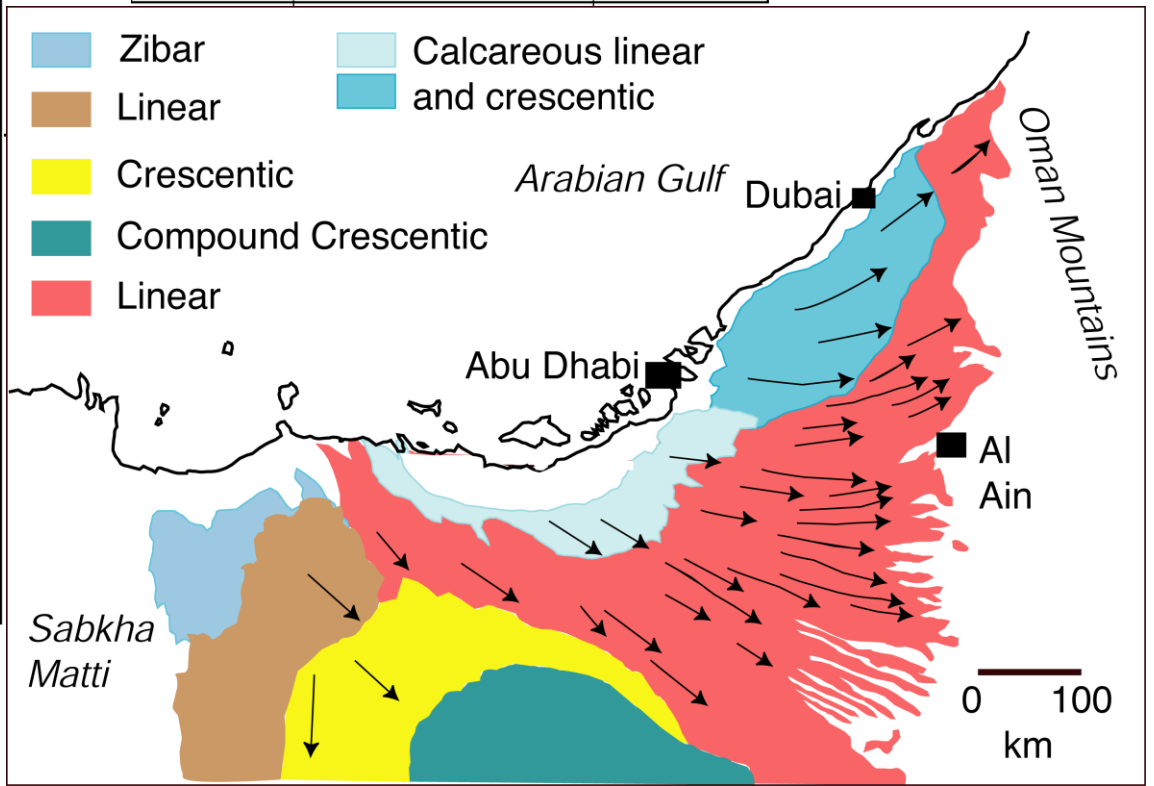 Zibar
Linear
Crescentic
Compound Crescentic
Linear
Calcareous linear
and crescentic
Arabian Gulf
Dubai
Oman Mountains
Abu Dhabi
Al
Ain
Sabkha
Matti
0 100
km